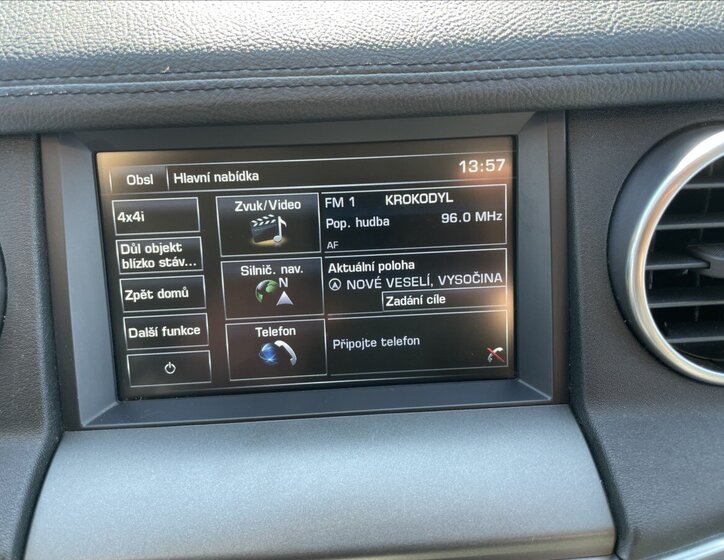 Obsl
Hlavní nabídka
13:57
4x4i
Důl objekt
blízko stáv...
Zpět domů
Další funkce
Zvuk/Video
FM 1 KROKODYL
Pop. hudba 96.0 MHz
AF
Silnič. nav.
N
Aktuální poloha
NOVÉ VESELÍ, VYSOČINA
Zadání cíle
Telefon
Připojte telefon